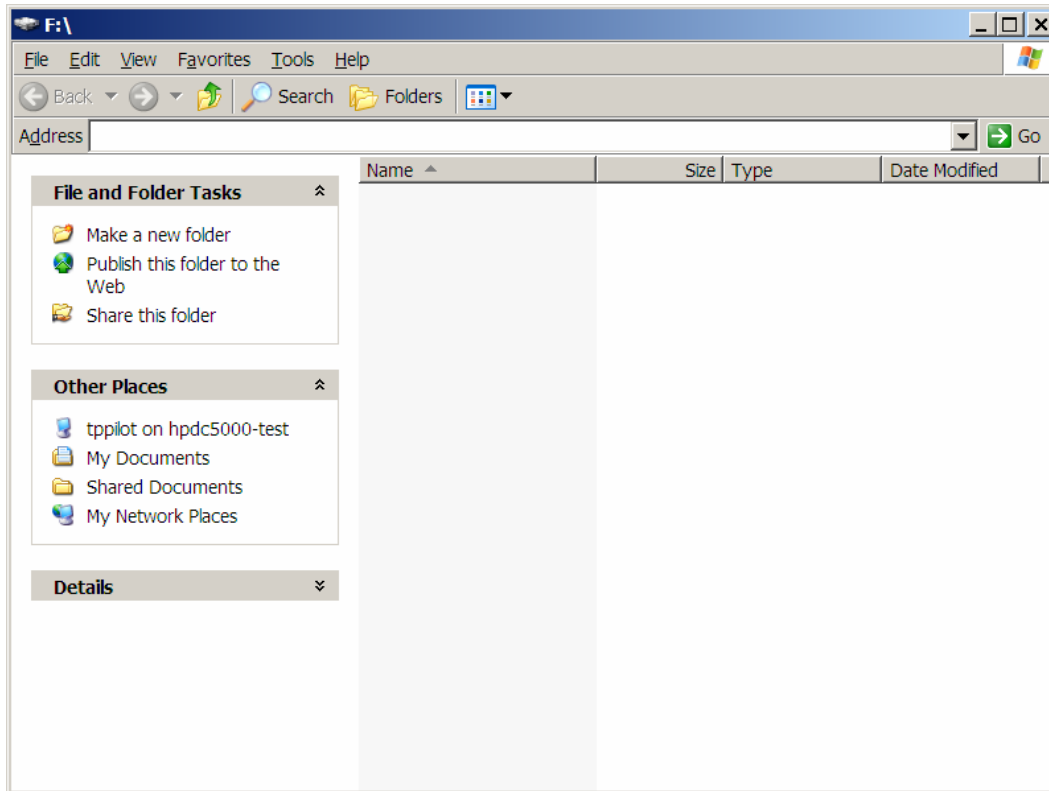 F:\
File Edit View Favorites Tools Help
Back Search Folders
Address Go
Name Size Type Date Modified
File and Folder Tasks
Make a new folder
Publish this folder to the
Web
Share this folder
Other Places
tppilot on hpdc5000-test
My Documents
Shared Documents
My Network Places
Details